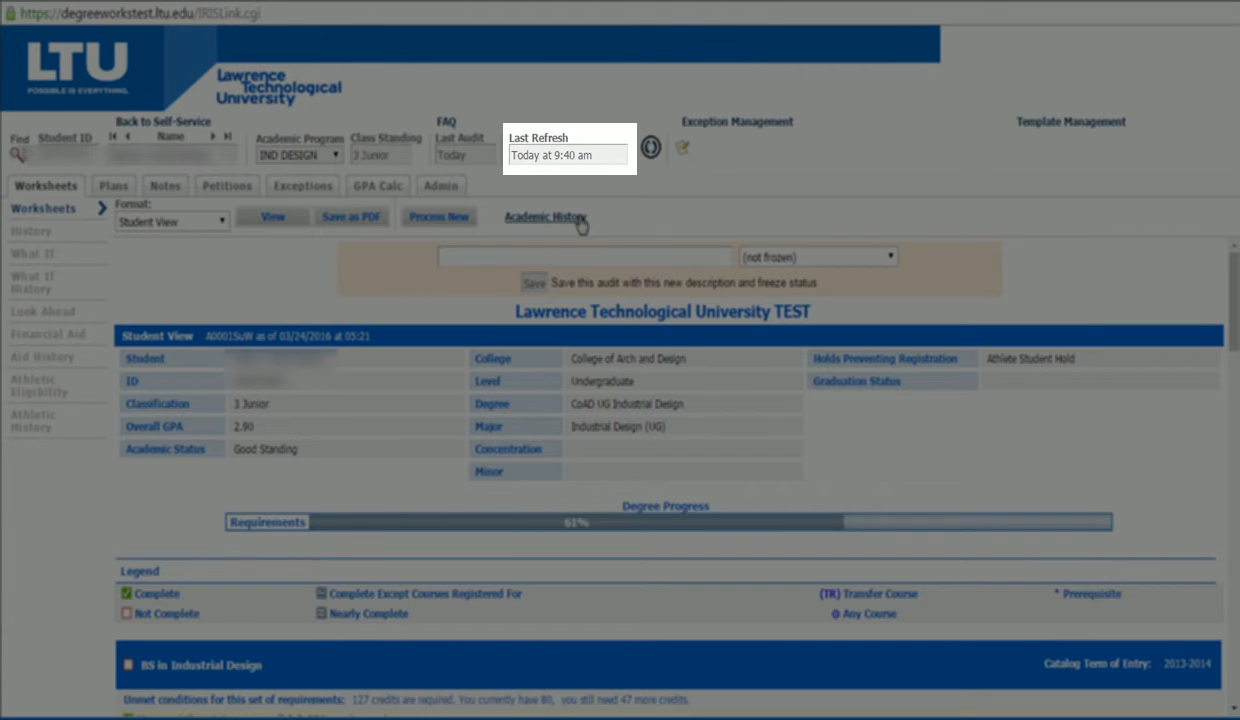 https://degreeworkstest.ltu.edu/IRISLink.cgi
LTU
POSSIBLE IS EVERYTHING.
Lawrence
Technological
University
Back to Self-Service
FAQ
Exception Management
Template Management
Find
Student ID
Name
Academic Program
Class Standing
Last Audit
Last Refresh
IND DESIGN
3 Junior
Today
Today at 9:40 am
Worksheets
Plans
Notes
Petitions
Exceptions
GPA Calc
Admin
Worksheets
History
What If
What If
History
Look Ahead
Financial Aid
Aid History
Athletic
Eligibility
Athletic
History
Format:
Student View
View
Save as PDF
Process New
Academic History
(not frozen)
Save
Save this audit with this new description and freeze status
Lawrence Technological University TEST
Student View A0001SuW as of 03/24/2016 at 05:21
Student
College College of Arch and Design
Holds Preventing Registration Athlete Student Hold
ID
Level Undergraduate
Graduation Status
Classification 3 Junior
Degree CoAD UG Industrial Design
Overall GPA 2.90
Major Industrial Design (UG)
Academic Status Good Standing
Concentration
Minor
Degree Progress
Requirements 61%
Legend
Complete
Complete Except Courses Registered For
(TR) Transfer Course
* Prerequisite
Not Complete
Nearly Complete
@ Any Course
BS in Industrial Design
Catalog Term of Entry: 2013-2014
Unmet conditions for this set of requirements: 127 credits are required. You currently have 80, you still need 47 more credits.